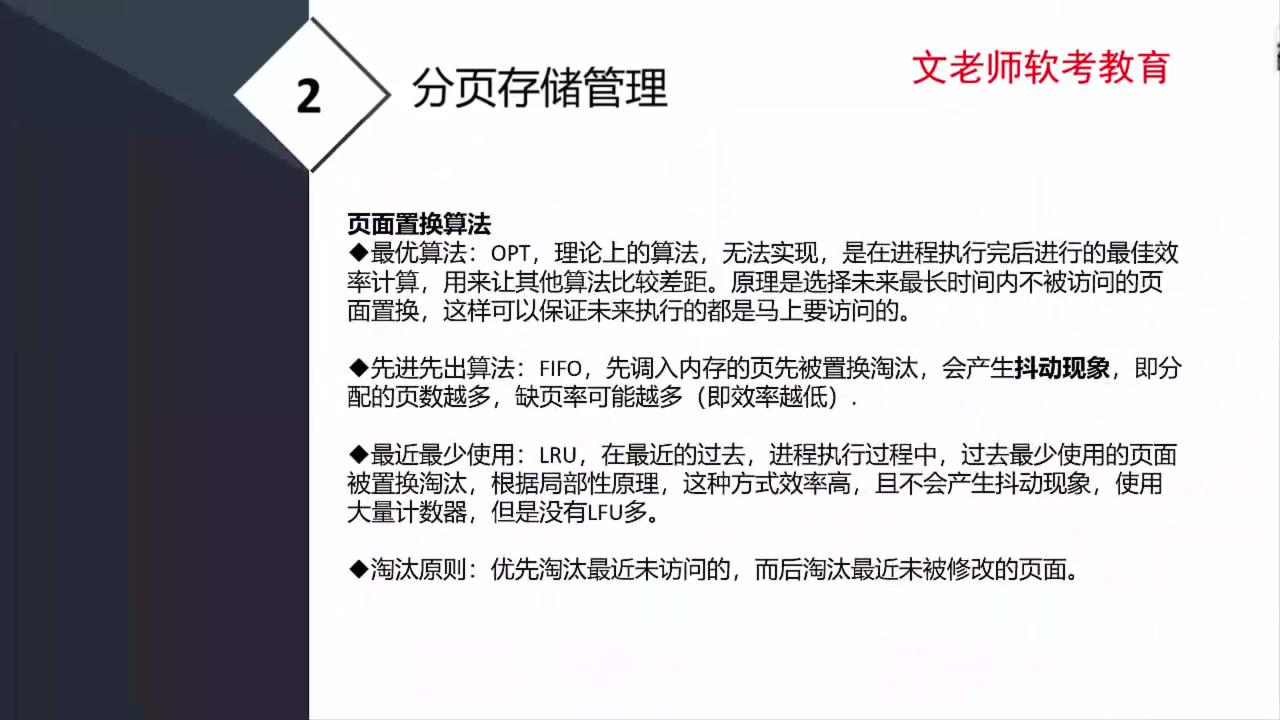 2
分页存储管理
文老师软考教育
页面置换算法
◆最优算法：OPT，理论上的算法，无法实现，是在进程执行完后进行的最佳效
率计算，用来让其他算法比较差距。原理是选择未来最长时间内不被访问的页
面置换，这样可以保证未来执行的都是马上要访问的。
◆先进先出算法：FIFO，先调入内存的页先被置换淘汰，会产生抖动现象，即分
配的页数越多，缺页率可能越多（即效率越低）.
◆最近最少使用：LRU，在最近的过去，进程执行过程中，过去最少使用的页面
被置换淘汰，根据局部性原理，这种方式效率高，且不会产生抖动现象，使用
大量计数器，但是没有LFU多。
◆淘汰原则：优先淘汰最近未访问的，而后淘汰最近未被修改的页面。